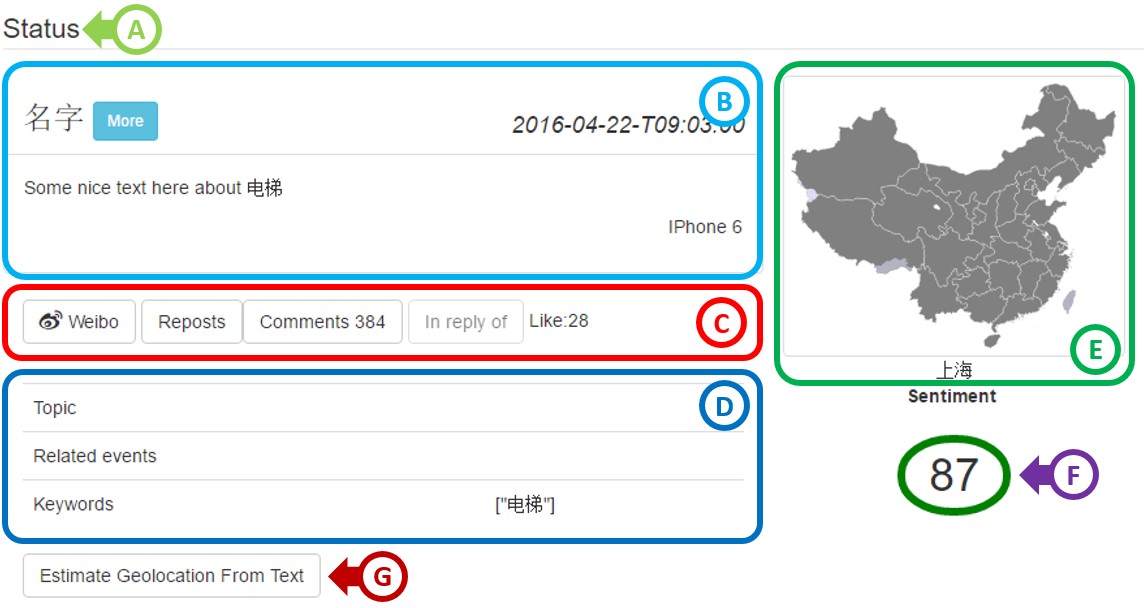 Status A
名字 More
2016-04-22-T09:03:00
B
Some nice text here about 电梯
IPhone 6
Weibo Reposts Comments 384 In reply of Like:28 C
D
Topic
Related events
Keywords ["电梯"]
Estimate Geolocation From Text G
E
上海
Sentiment
87 F